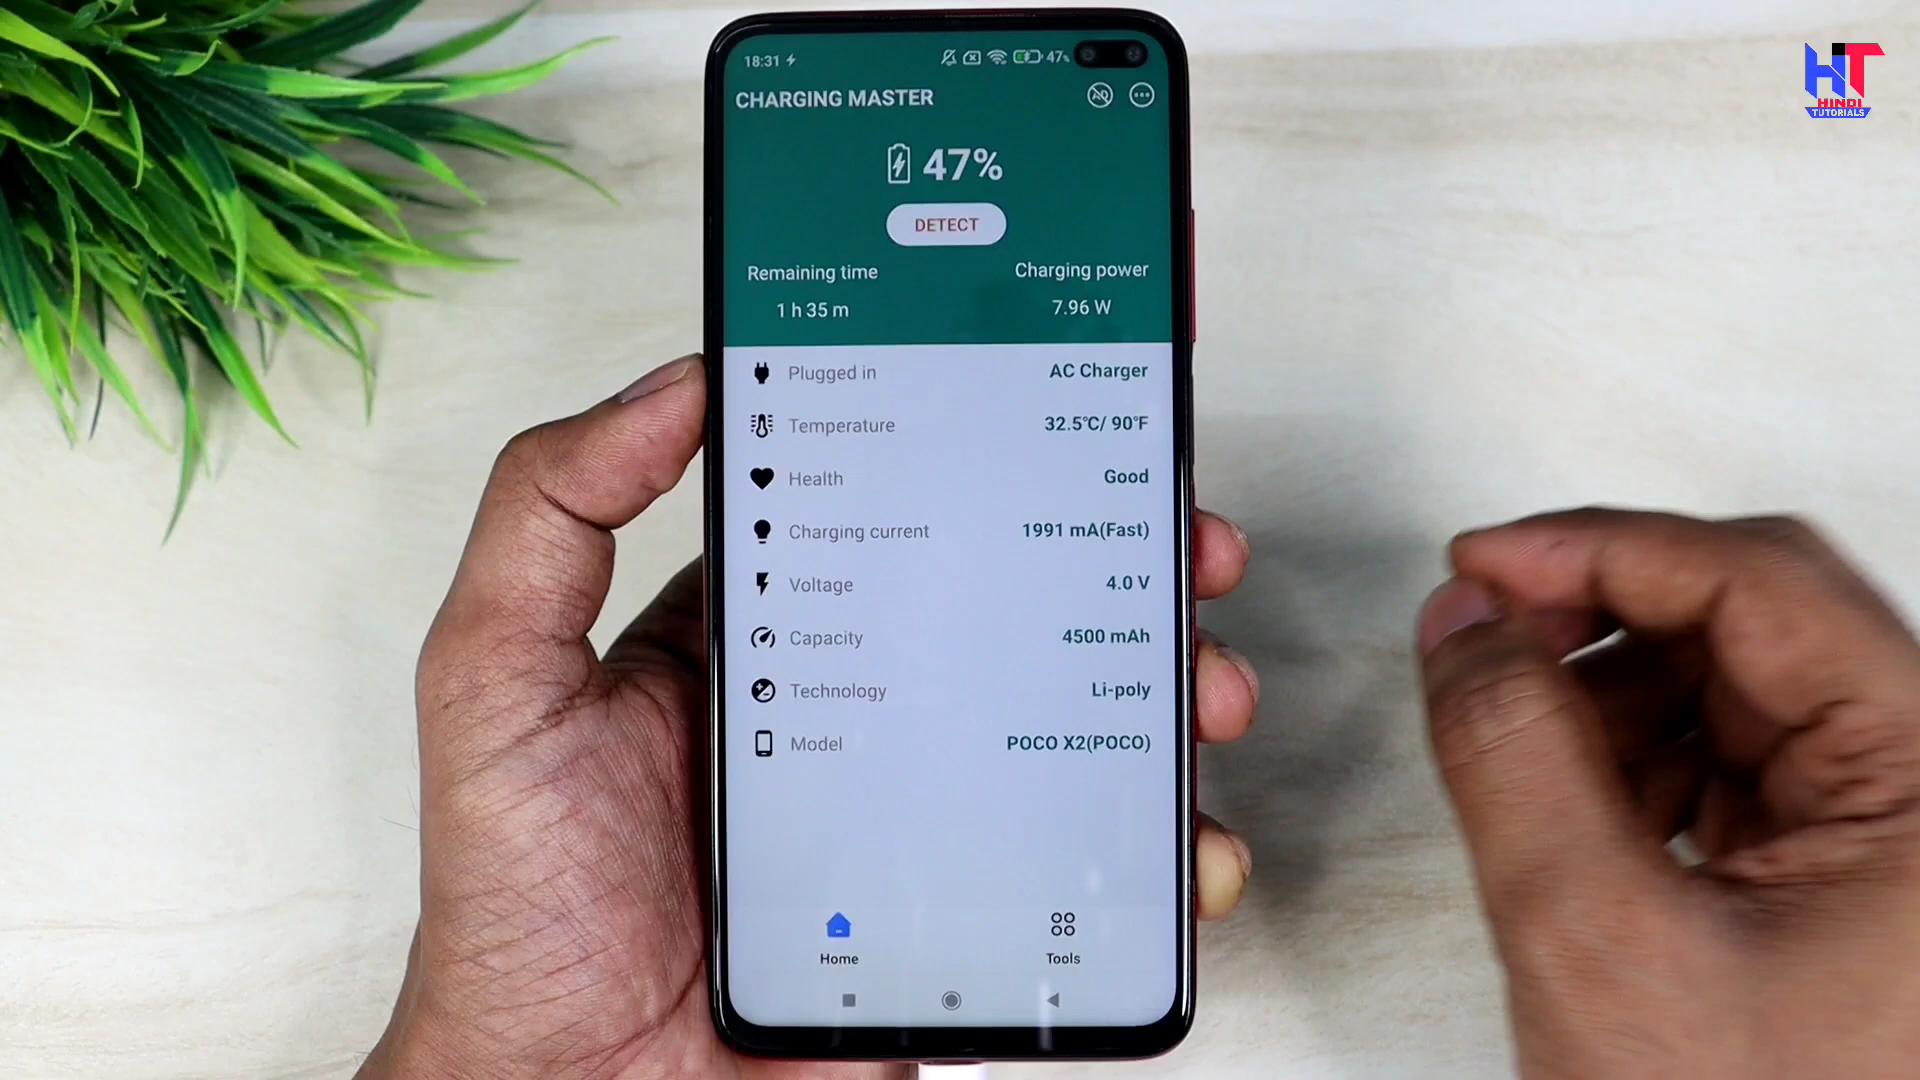 18:31
47%
CHARGING MASTER
AD
47%
DETECT
Remaining time
Charging power
1 h 35 m
7.96 W
Plugged in
AC Charger
Temperature
32.5℃/ 90℉
Health
Good
Charging current
1991 mA(Fast)
Voltage
4.0 V
Capacity
4500 mAh
Technology
Li-poly
Model
POCO X2(POCO)
Home
Tools
HT
HINDI
TUTORIALS